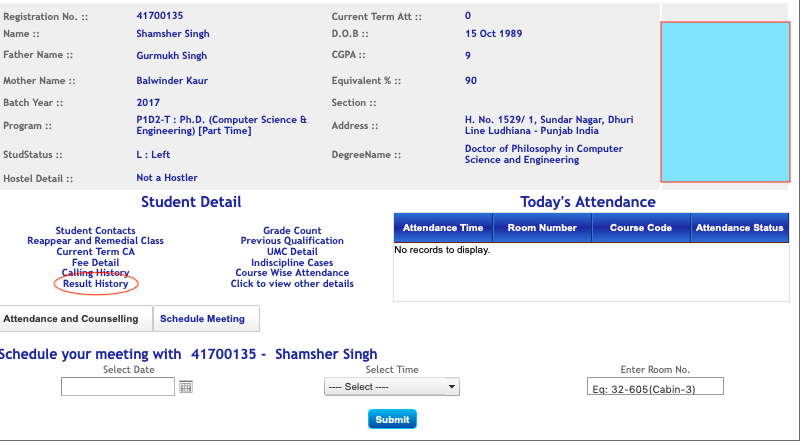 Registration No. :: 41700135 Current Term Att :: 0
Name :: Shamsher Singh D.O.B :: 15 Oct 1989
Father Name :: Gurmukh Singh CGPA :: 9
Mother Name :: Balwinder Kaur Equivalent % :: 90
Batch Year :: 2017 Section ::
Program :: P1D2-T : Ph.D. (Computer Science &
Engineering) [Part Time]
Address :: H. No. 1529/ 1, Sundar Nagar, Dhuri
Line Ludhiana - Punjab India
StudStatus :: L : Left DegreeName :: Doctor of Philosophy in Computer
Science and Engineering
Hostel Detail :: Not a Hostler
Student Detail
Student Contacts Grade Count
Reappear and Remedial Class Previous Qualification
Current Term CA UMC Detail
Fee Detail Indiscipline Cases
Calling History Course Wise Attendance
Result History Click to view other details
Today's Attendance
Attendance Time Room Number Course Code Attendance Status
No records to display.
Attendance and Counselling Schedule Meeting
Schedule your meeting with 41700135 - Shamsher Singh
Select Date Select Time Enter Room No.
---- Select ---- Eg: 32-605(Cabin-3)
Submit